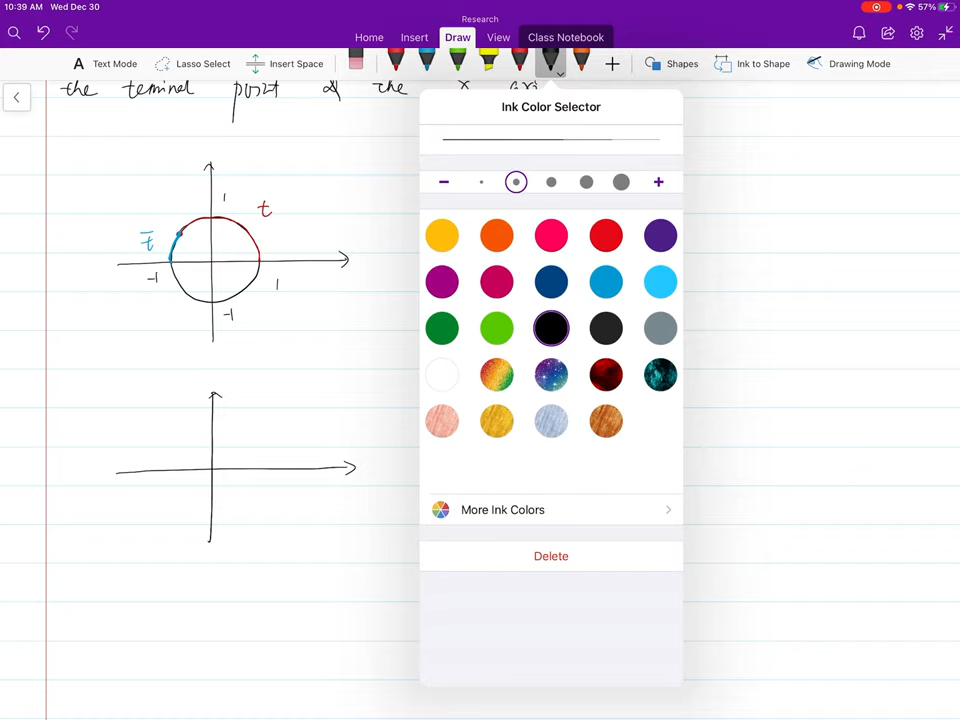 10:39 AM Wed Dec 30
57%
Research
Home Insert Draw View Class Notebook
Text Mode Lasso Select Insert Space Shapes Ink to Shape Drawing Mode
the teminal point & the x
Ink Color Selector
1
t
t̅
-1
1
-1
More Ink Colors
Delete